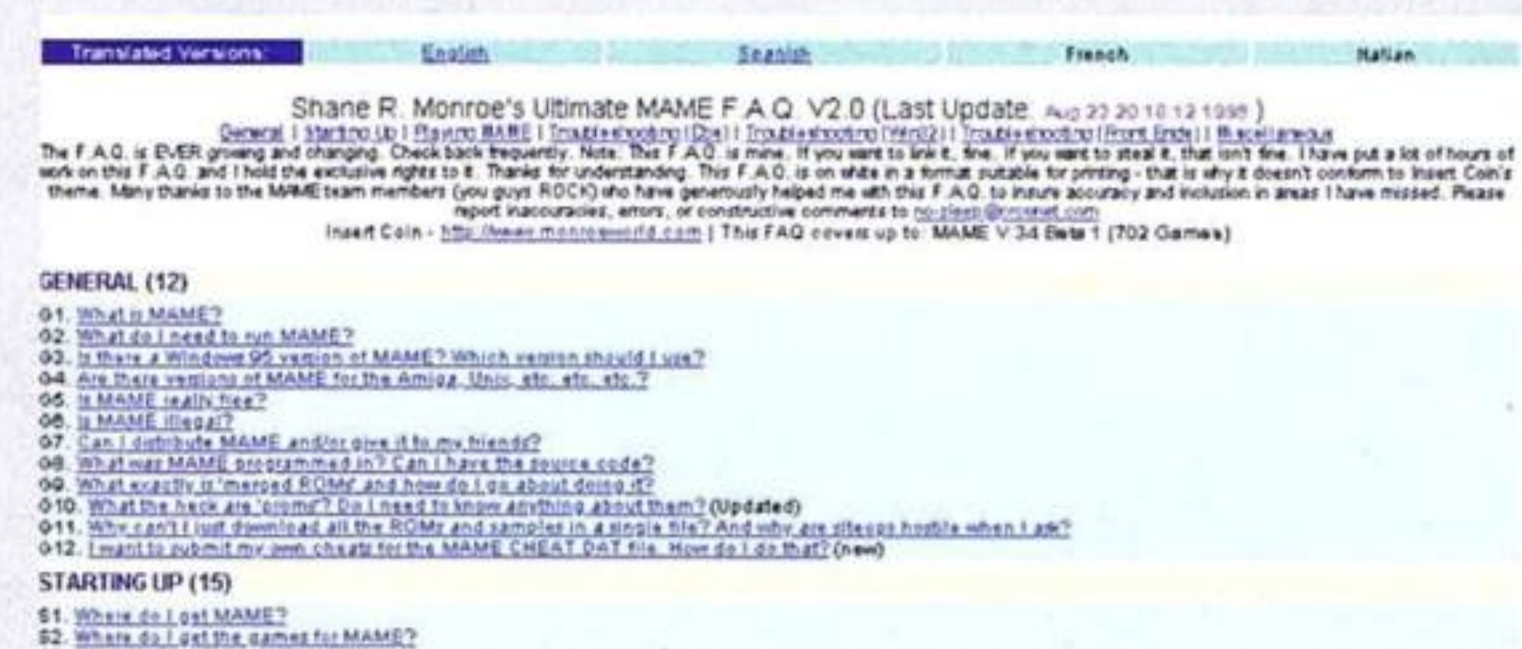 Translated Versions: English Spanish French Italian
Shane R. Monroe's Ultimate MAME F.A.Q. V2.0 (Last Update: Aug 22 20:16:12 1998 )
General | Starting Up | Playing MAME | Troubleshooting (Dos) | Troubleshooting (Win32) | Troubleshooting (Front Ends) | Miscellaneous
The F.A.Q. is EVER growing and changing. Check back frequently. Note: This F.A.Q. is mine. If you want to link it, fine. If you want to steal it, that isn't fine. I have put a lot of hours of
work on this F.A.Q. and I hold the exclusive rights to it. Thanks for understanding. This F.A.Q. is on white in a format suitable for printing - that is why it doesn't conform to Insert Coin's
theme. Many thanks to the MAME team members (you guys ROCK) who have generously helped me with this F.A.Q. to insure accuracy and inclusion in areas I have missed. Please
report inaccuracies, errors, or constructive comments to
Insert Coin - http://www.monroeworld.com | This FAQ covers up to: MAME V.34 Beta 1 (702 Games)
GENERAL (12)
G1. What is MAME?
G2. What do I need to run MAME?
G3. Is there a Windows 95 version of MAME? Which version should I use?
G4. Are there versions of MAME for the Amiga, Unix, etc. etc. etc.?
G5. Is MAME really free?
G6. Is MAME illegal?
G7. Can I distribute MAME and/or give it to my friends?
G8. What was MAME programmed in? Can I have the source code?
G9. What exactly is 'merged ROMs' and how do I go about doing it?
G10. What the heck are 'proms'? Do I need to know anything about them? (Updated)
G11. Why can't I just download all the ROMs and samples in a single file? And why are siteops hostile when I ask?
G12. I want to submit my own cheats for the MAME CHEAT.DAT file. How do I do that? (new)
STARTING UP (15)
S1. Where do I get MAME?
S2. Where do I get the games for MAME?